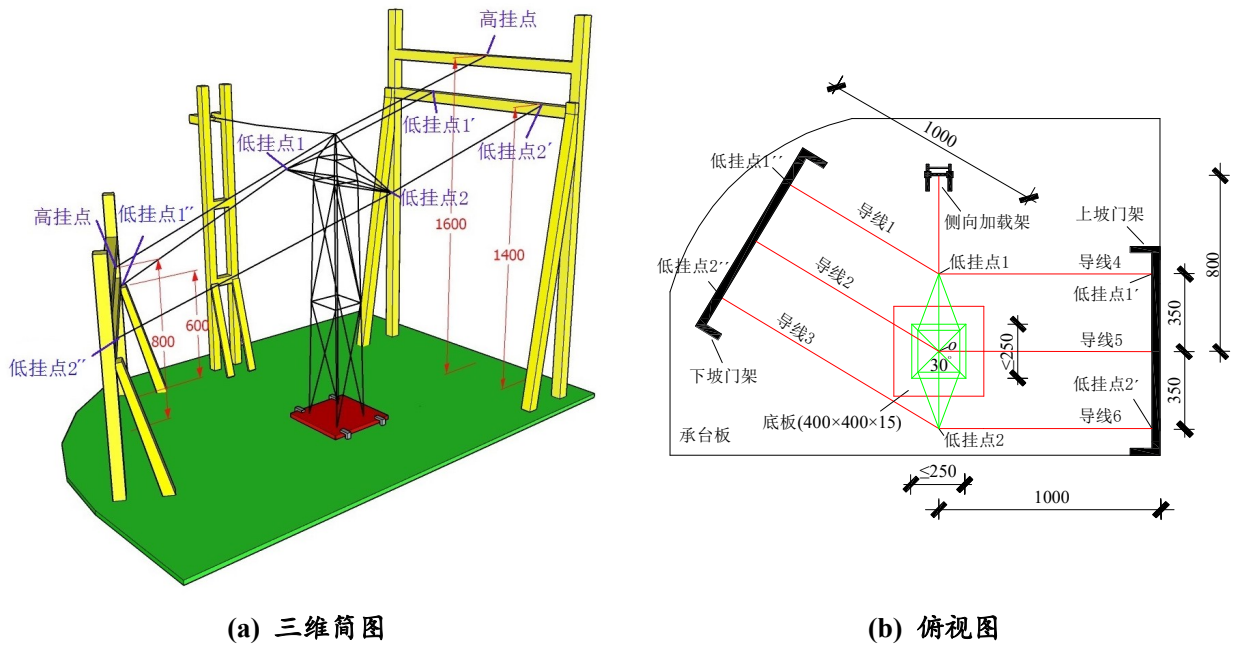 高挂点
低挂点1
低挂点1′
低挂点2′
低挂点2
高挂点
低挂点1′′
1600
1400
600
800
低挂点2′′
1000
低挂点1′′
侧向加载架
上坡门架
导线1
低挂点1
导线4
800
低挂点2′′
低挂点1′
350
导线2
导线3
o
30°
≤250
导线5
下坡门架
低挂点2′
350
底板(400×400×15)
导线6
承台板
低挂点2
≤250
1000
(a) 三维简图
(b) 俯视图